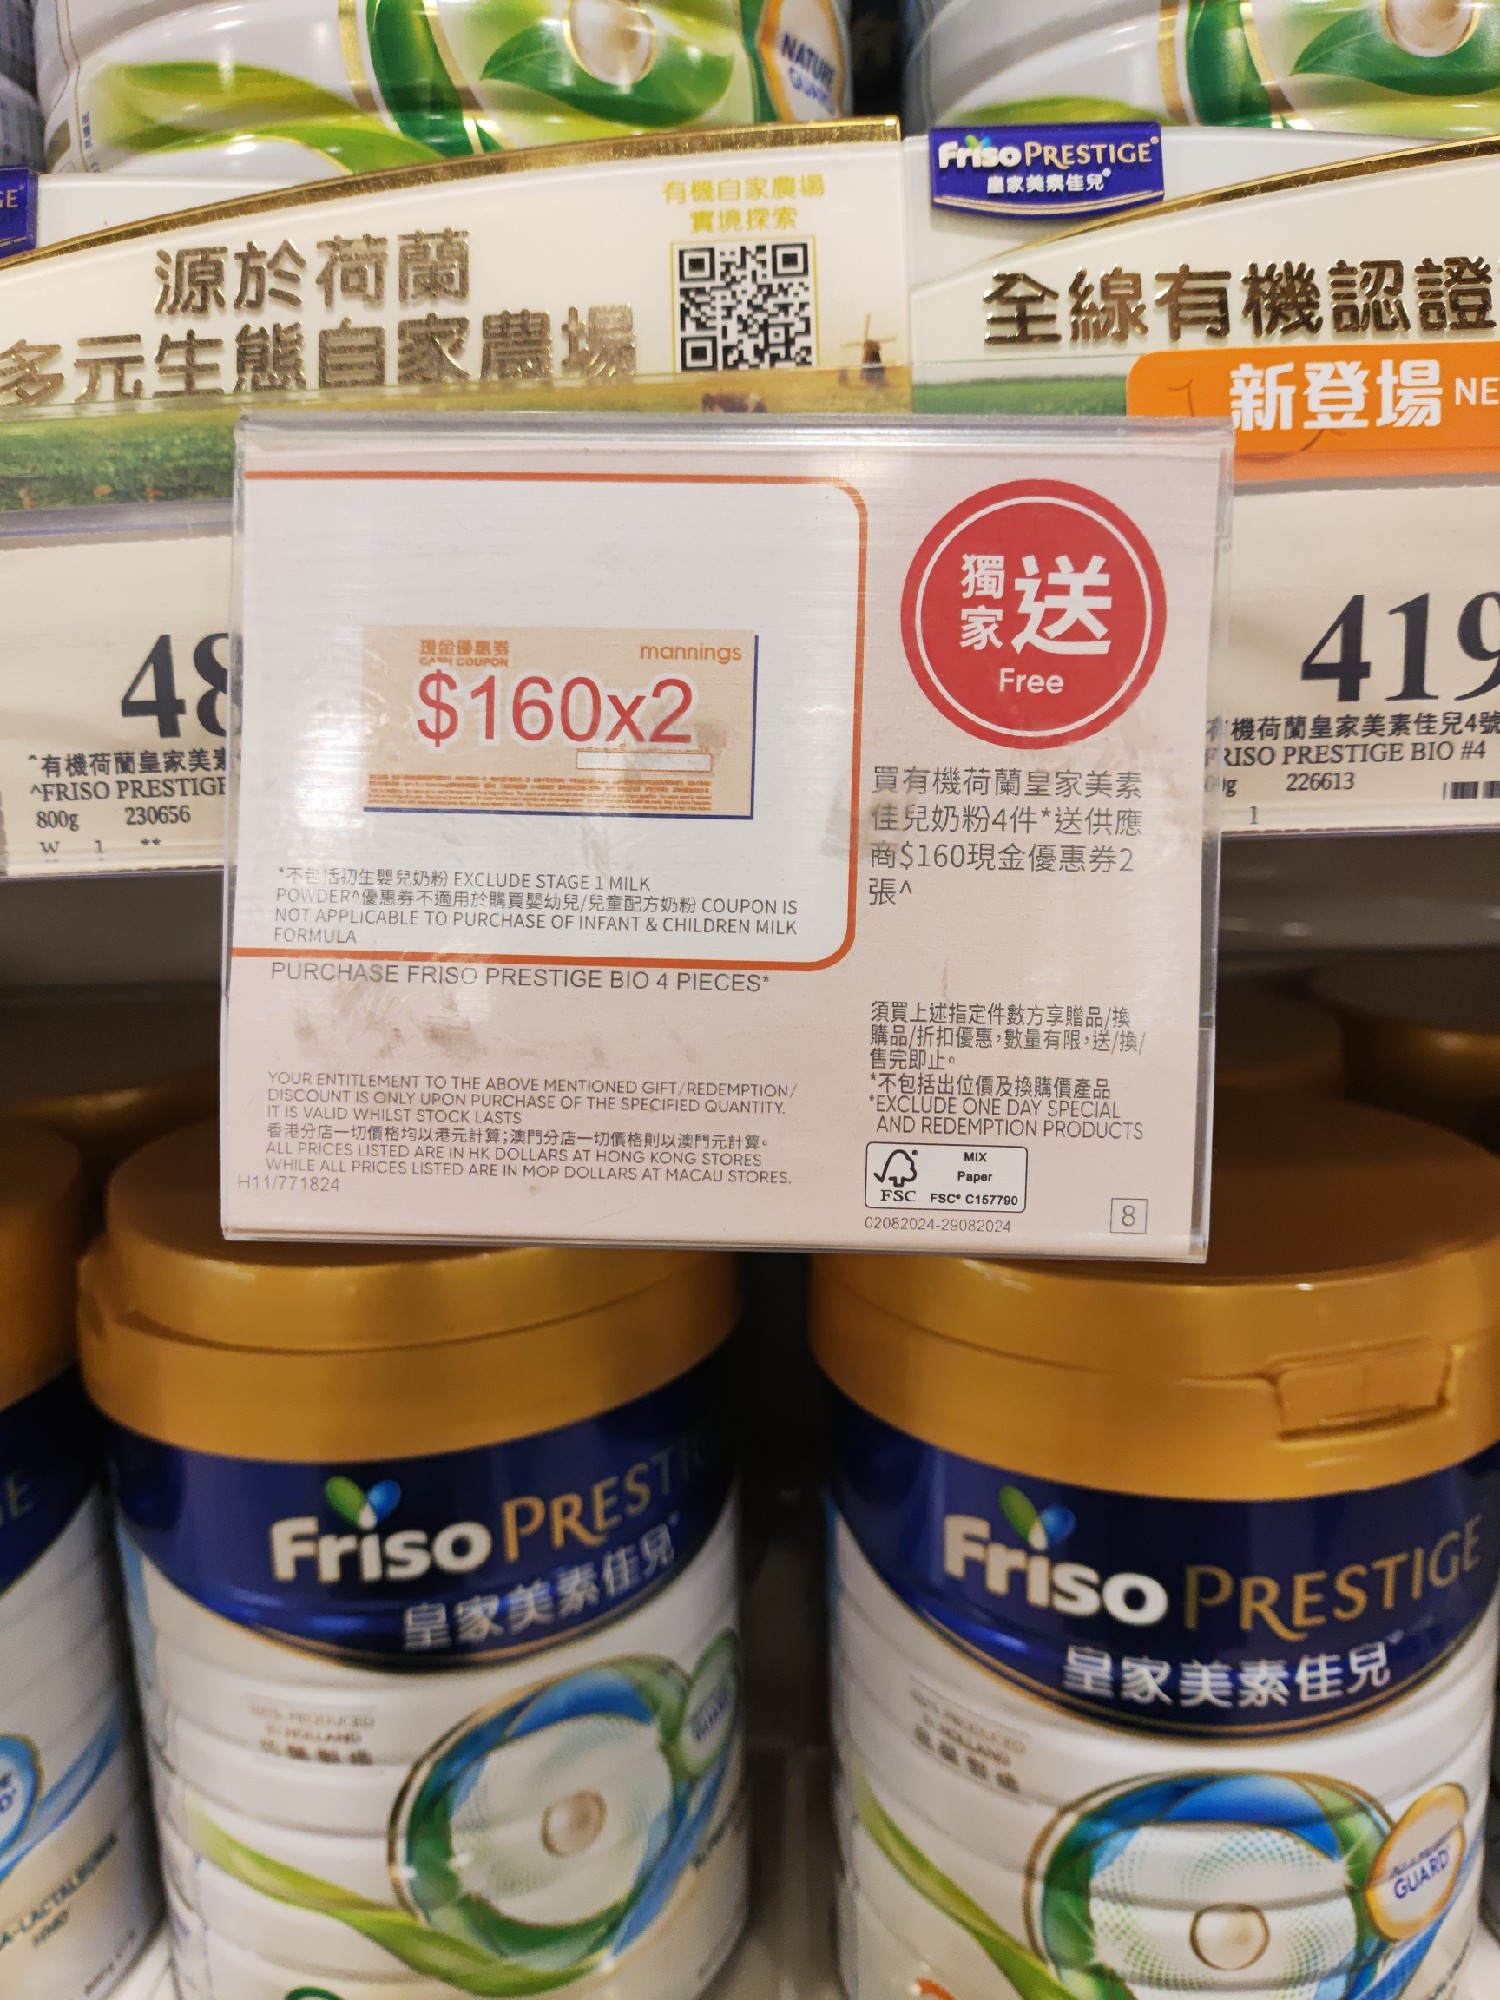 NATURE
有機自家農場
實境探索
源於荷蘭
多元生態自家農場
Friso PRESTIGE®
皇家美素佳兒®
全線有機認證
新登場 NE
GE®
現金優惠券
CASH COUPON
mannings
$160x2
*不包括初生嬰兒奶粉 EXCLUDE STAGE 1 MILK
POWDER^優惠券不適用於購買嬰幼兒/兒童配方奶粉 COUPON IS
NOT APPLICABLE TO PURCHASE OF INFANT & CHILDREN MILK
FORMULA
PURCHASE FRISO PRESTIGE BIO 4 PIECES*
YOUR ENTITLEMENT TO THE ABOVE MENTIONED GIFT/REDEMPTION/
DISCOUNT IS ONLY UPON PURCHASE OF THE SPECIFIED QUANTITY.
IT IS VALID WHILST STOCK LASTS
香港分店一切價格均以港元計算;澳門分店一切價格則以澳門元計算。
ALL PRICES LISTED ARE IN HK DOLLARS AT HONG KONG STORES
WHILE ALL PRICES LISTED ARE IN MOP DOLLARS AT MACAU STORES.
H11/771824
獨家送
Free
買有機荷蘭皇家美素
佳兒奶粉4件*送供應
商$160現金優惠券2
張^
須買上述指定件數方享贈品/換
購品/折扣優惠,數量有限,送/換/
售完即止。
*不包括出位價及換購價產品
*EXCLUDE ONE DAY SPECIAL
AND REDEMPTION PRODUCTS
FSC
MIX
Paper
FSC® C157790
02082024-29082024
8
48
^有機荷蘭皇家美素
^FRISO PRESTIGE
800g 230656
W 1 **
419
機荷蘭皇家美素佳兒4號
FRISO PRESTIGE BIO #4
226613
1
Friso PRESTI
皇家美素佳兒®
Friso PRESTIGE
皇家美素佳兒
GUARD